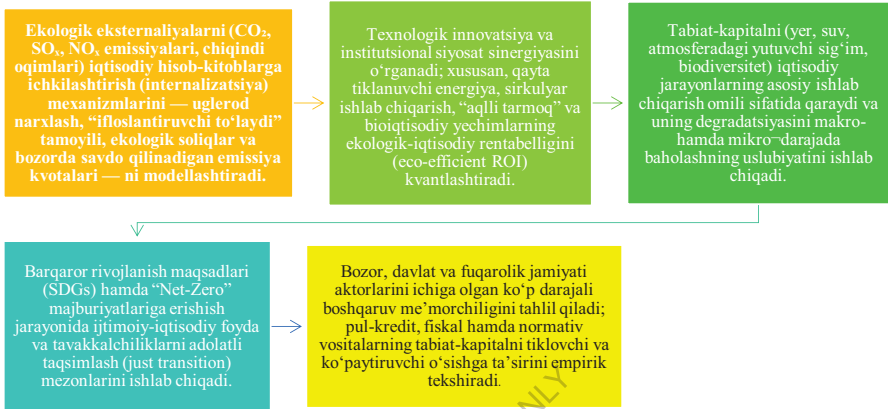 Ekologik eksternaliyalarni (CO₂,
SOₓ, NOₓ emissiyalari, chiqindi
oqimlari) iqtisodiy hisob-kitoblarga
ichkilashtirish (internalizatsiya)
mexanizmlarini — uglerod
narxlash, “ifloslantiruvchi to‘laydi”
tamoyili, ekologik soliqlar va
bozorda savdo qilinadigan emissiya
kvotalari — ni modellashtiradi.
Texnologik innovatsiya va
institutsional siyosat sinergiyasini
o‘rganadi; xususan, qayta
tiklanuvchi energiya, sirkulyar
ishlab chiqarish, “aqlli tarmoq” va
bioiqtisodiy yechimlarning
ekologik-iqtisodiy rentabelligini
(eco-efficient ROI)
kvantlashtiradi.
Tabiat-kapitalni (yer, suv,
atmosferadagi yutuvchi sig‘im,
biodiversitet) iqtisodiy
jarayonlarning asosiy ishlab
chiqarish omili sifatida qaraydi va
uning degradatsiyasini makro-
hamda mikro¬darajada
baholashning uslubiyatini ishlab
chiqadi.
Barqaror rivojlanish maqsadlari
(SDGs) hamda “Net-Zero”
majburiyatlariga erishish
jarayonida ijtimoiy-iqtisodiy foyda
va tavakkalchiliklarni adolatli
taqsimlash (just transition)
mezonlarini ishlab chiqadi.
Bozor, davlat va fuqarolik jamiyati
aktorlarini ichiga olgan ko‘p darajali
boshqaruv me’morchiligini tahlil qiladi;
pul-kredit, fiskal hamda normativ
vositalarning tabiat-kapitalni tiklovchi va
ko‘paytiruvchi o‘sishga ta’sirini empirik
tekshiradi.
NLY